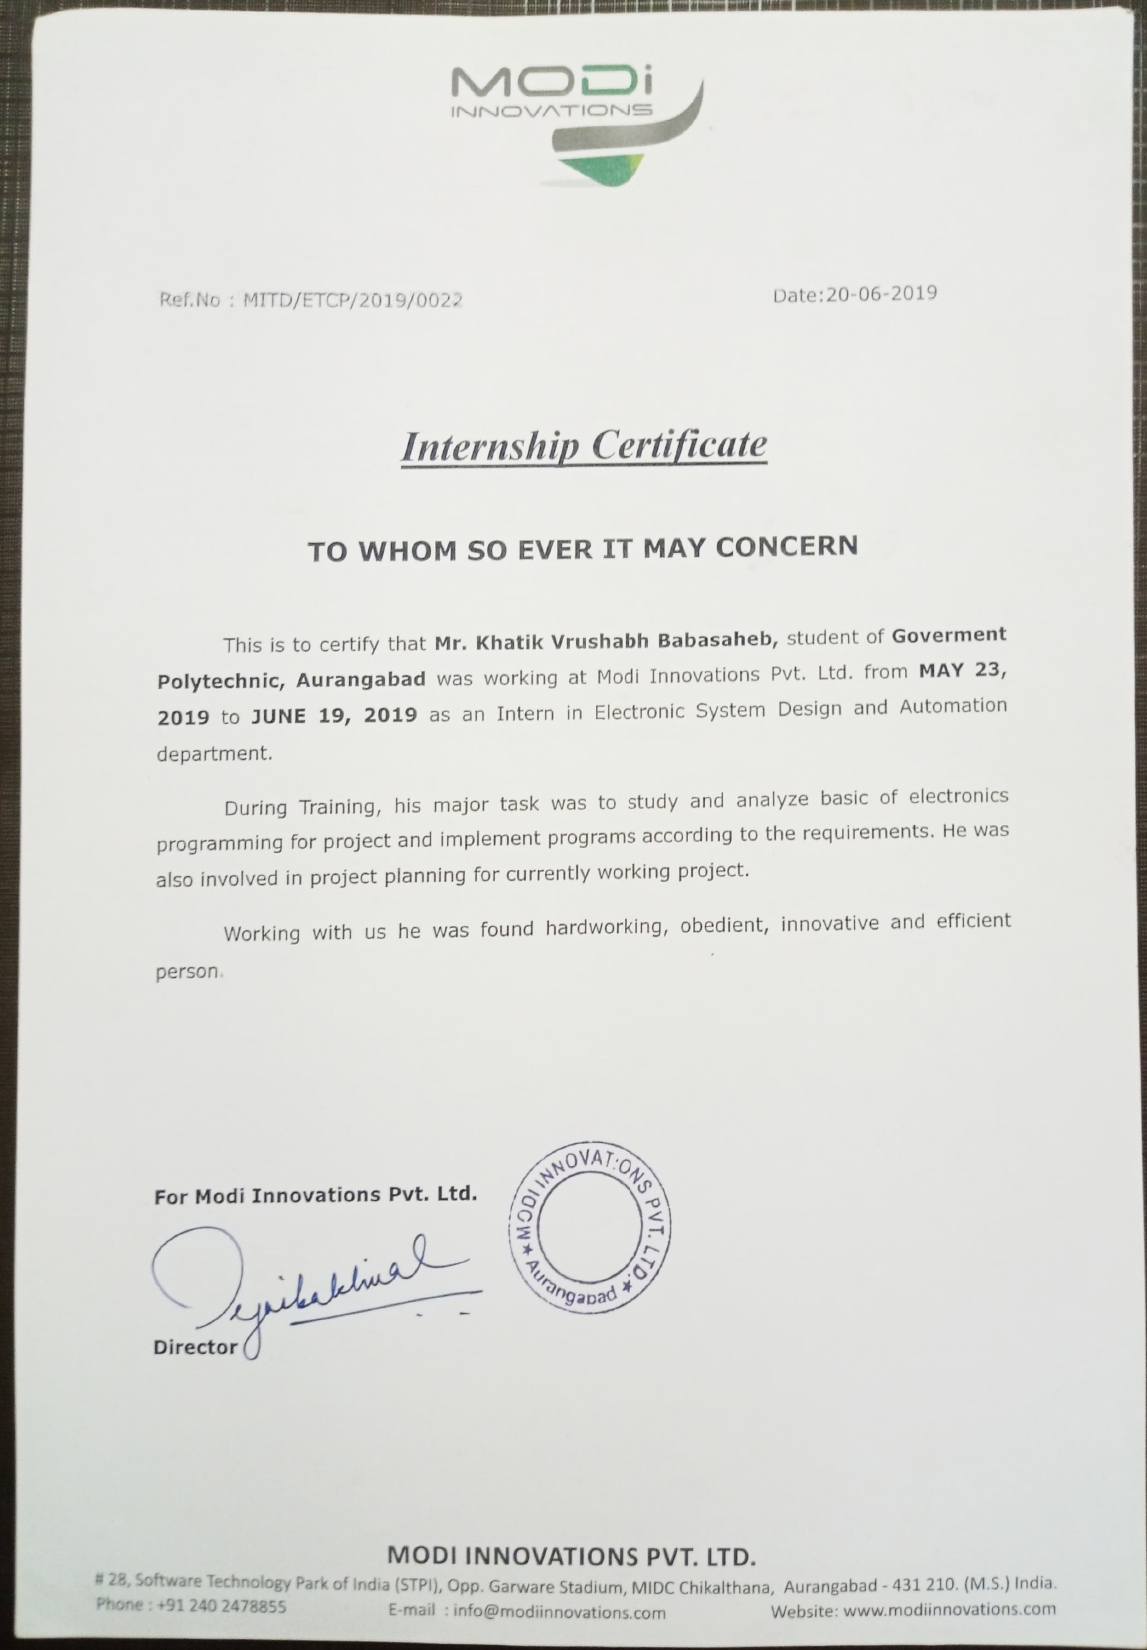 MODi
INNOVATIONS
Ref.No : MITD/ETCP/2019/0022
Date:20-06-2019
Internship Certificate
TO WHOM SO EVER IT MAY CONCERN
This is to certify that Mr. Khatik Vrushabh Babasaheb, student of Goverment
Polytechnic, Aurangabad was working at Modi Innovations Pvt. Ltd. from MAY 23,
2019 to JUNE 19, 2019 as an Intern in Electronic System Design and Automation
department.
During Training, his major task was to study and analyze basic of electronics
programming for project and implement programs according to the requirements. He was
also involved in project planning for currently working project.
Working with us he was found hardworking, obedient, innovative and efficient
person.
For Modi Innovations Pvt. Ltd.
MODI INNOVATIONS PVT. LTD.
★ Aurangabad ★
Director
MODI INNOVATIONS PVT. LTD.
# 28, Software Technology Park of India (STPI), Opp. Garware Stadium, MIDC Chikalthana, Aurangabad - 431 210. (M.S.) India.
Phone : +91 240 2478855 E-mail : info@modiinnovations.com Website: www.modiinnovations.com